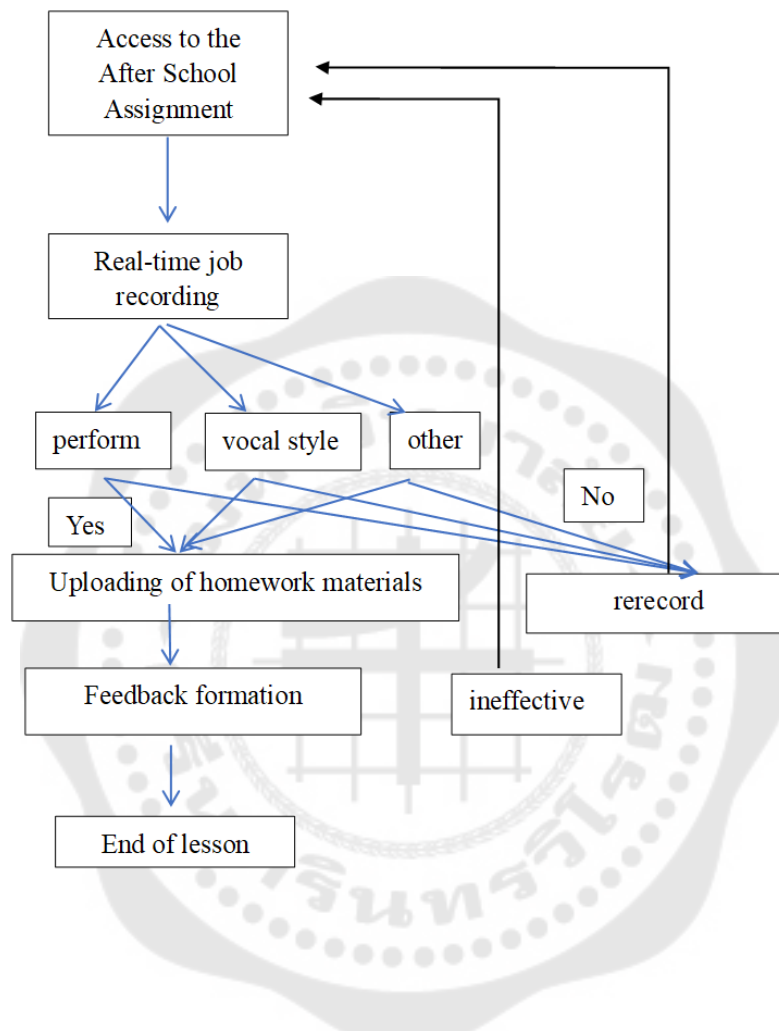 Access to the
After School
Assignment
Real-time job
recording
perform
vocal style
other
No
Yes
Uploading of homework materials
rerecord
Feedback formation
ineffective
End of lesson